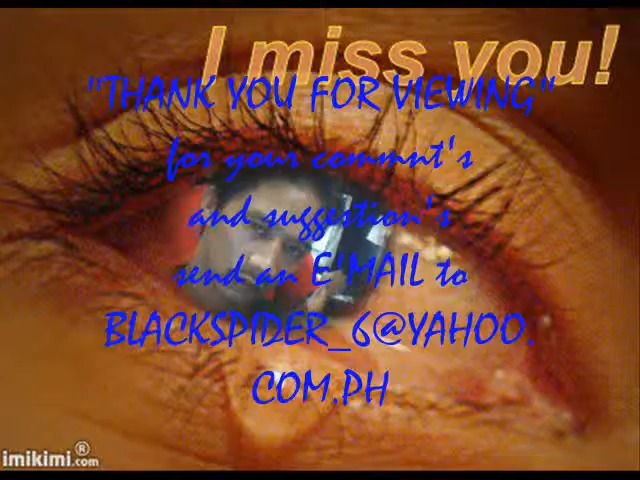 I miss you!
"THANK YOU FOR VIEWING"
for your commnt's
and suggestion's
send an E'MAIL to
BLACKSPIDER_6@YAHOO.
COM.PH
imikimi®.com